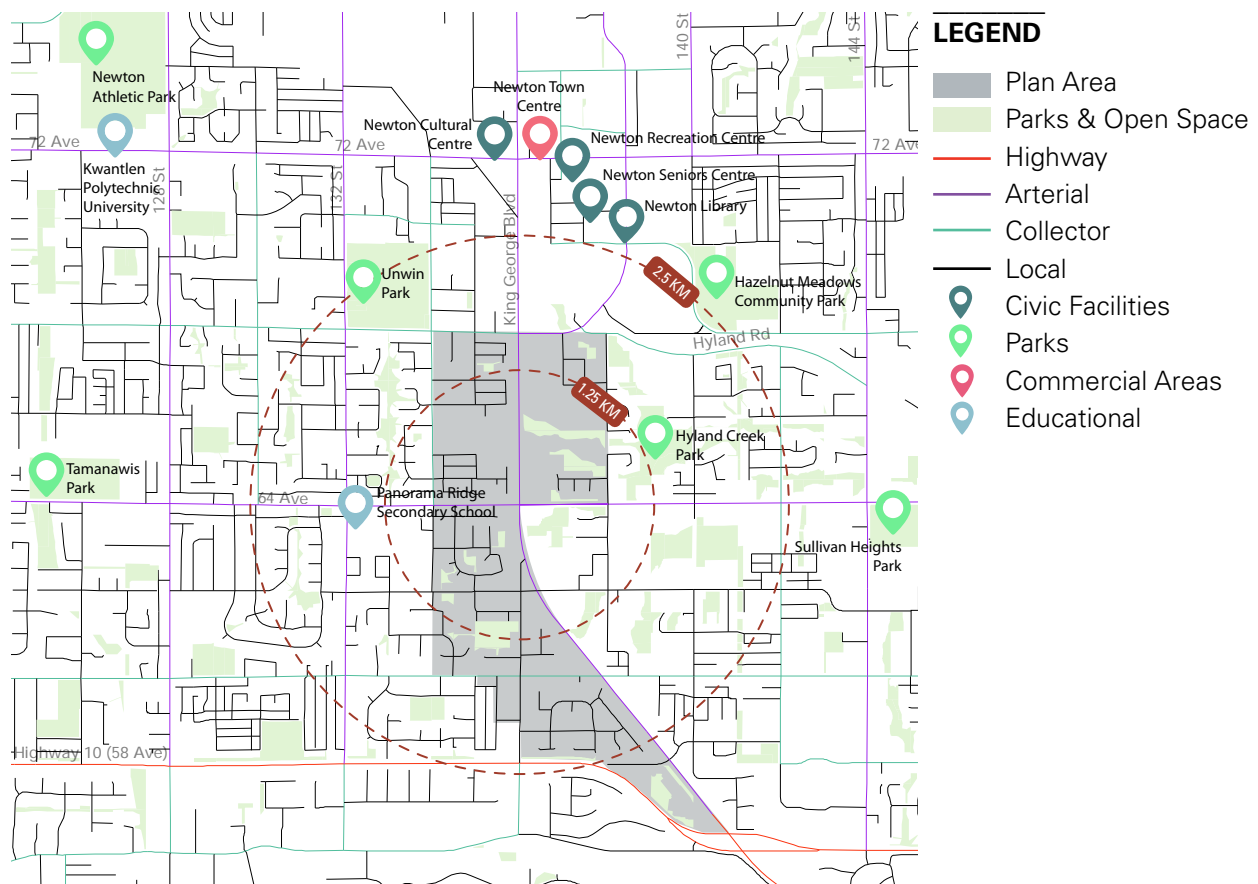 140 St
144 St
Newton
Athletic Park
Newton Town
Centre
Newton Cultural
Centre
Newton Recreation Centre
72 Ave
72 Ave
72 Ave
Kwantlen
Polytechnic
University
128 St
132 St
Newton Seniors Centre
Newton Library
King George Blvd
Unwin
Park
2.5 KM
Hazelnut Meadows
Community Park
Hyland Rd
1.25 KM
Hyland Creek
Park
Tamanawis
Park
64 Ave
Panorama Ridge
Secondary School
Sullivan Heights
Park
Highway 10 (58 Ave)
LEGEND
Plan Area
Parks & Open Space
Highway
Arterial
Collector
Local
Civic Facilities
Parks
Commercial Areas
Educational